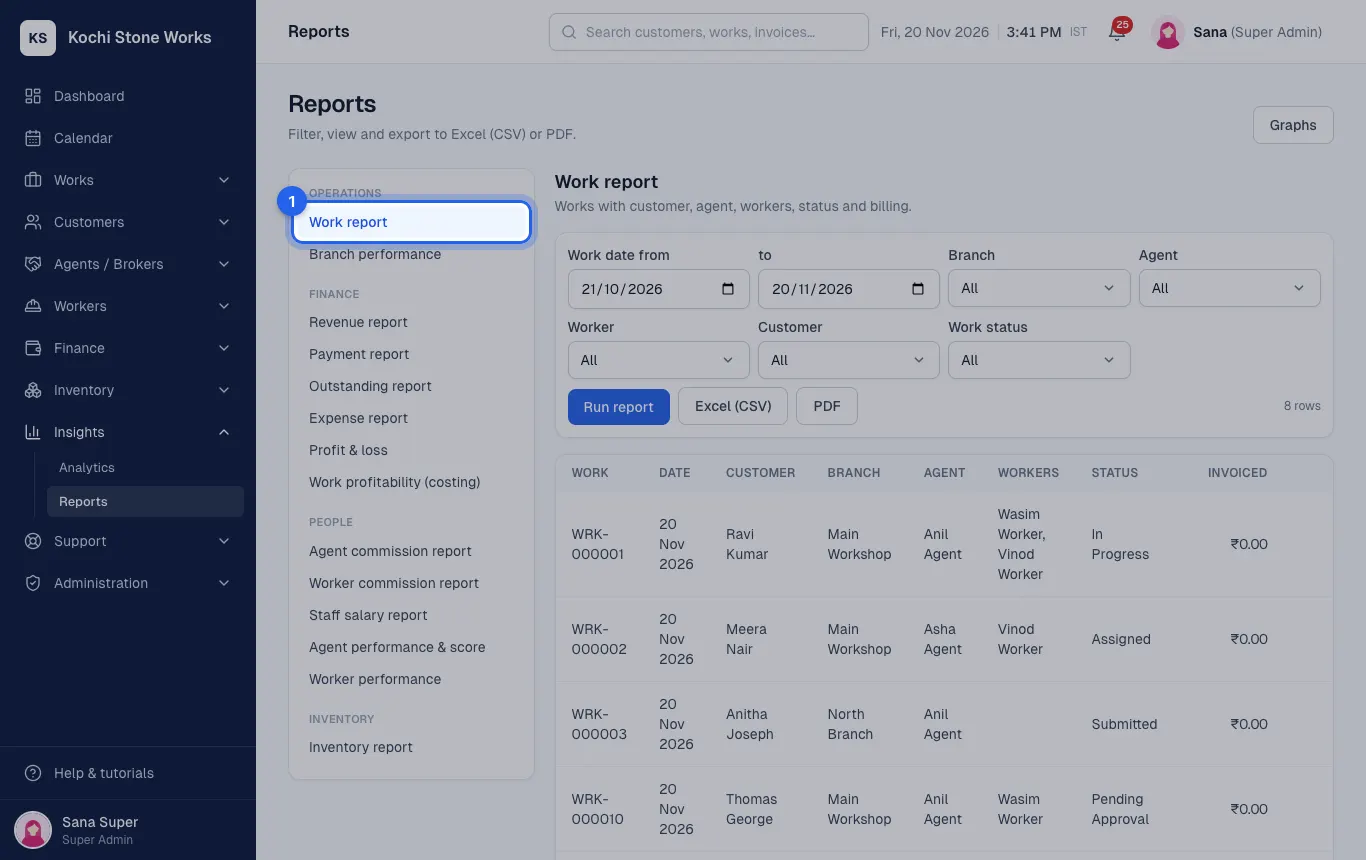 KS
Kochi Stone Works
Dashboard
Calendar
Works
Customers
Agents / Brokers
Workers
Finance
Inventory
Insights
Analytics
Reports
Support
Administration
Help & tutorials
Sana Super
Super Admin
Reports
Search customers, works, invoices…
Fri, 20 Nov 2026
3:41 PM IST
25
Sana (Super Admin)
Reports
Filter, view and export to Excel (CSV) or PDF.
Graphs
1
OPERATIONS
Work report
Branch performance
FINANCE
Revenue report
Payment report
Outstanding report
Expense report
Profit & loss
Work profitability (costing)
PEOPLE
Agent commission report
Worker commission report
Staff salary report
Agent performance & score
Worker performance
INVENTORY
Inventory report
Work report
Works with customer, agent, workers, status and billing.
Work date from to Branch Agent
21/10/2026 20/11/2026 All All
Worker Customer Work status
All All All
Run report Excel (CSV) PDF 8 rows
WORK DATE CUSTOMER BRANCH AGENT WORKERS STATUS INVOICED
WRK-
000001
20
Nov
2026
Ravi
Kumar
Main
Workshop
Anil
Agent
Wasim
Worker,
Vinod
Worker
In
Progress
₹0.00
WRK-
000002
20
Nov
2026
Meera
Nair
Main
Workshop
Asha
Agent
Vinod
Worker
Assigned
₹0.00
WRK-
000003
20
Nov
2026
Anitha
Joseph
North
Branch
Anil
Agent
Submitted
₹0.00
WRK-
000010
20
Nov
2026
Thomas
George
Main
Workshop
Anil
Agent
Wasim
Worker
Pending
Approval
₹0.00